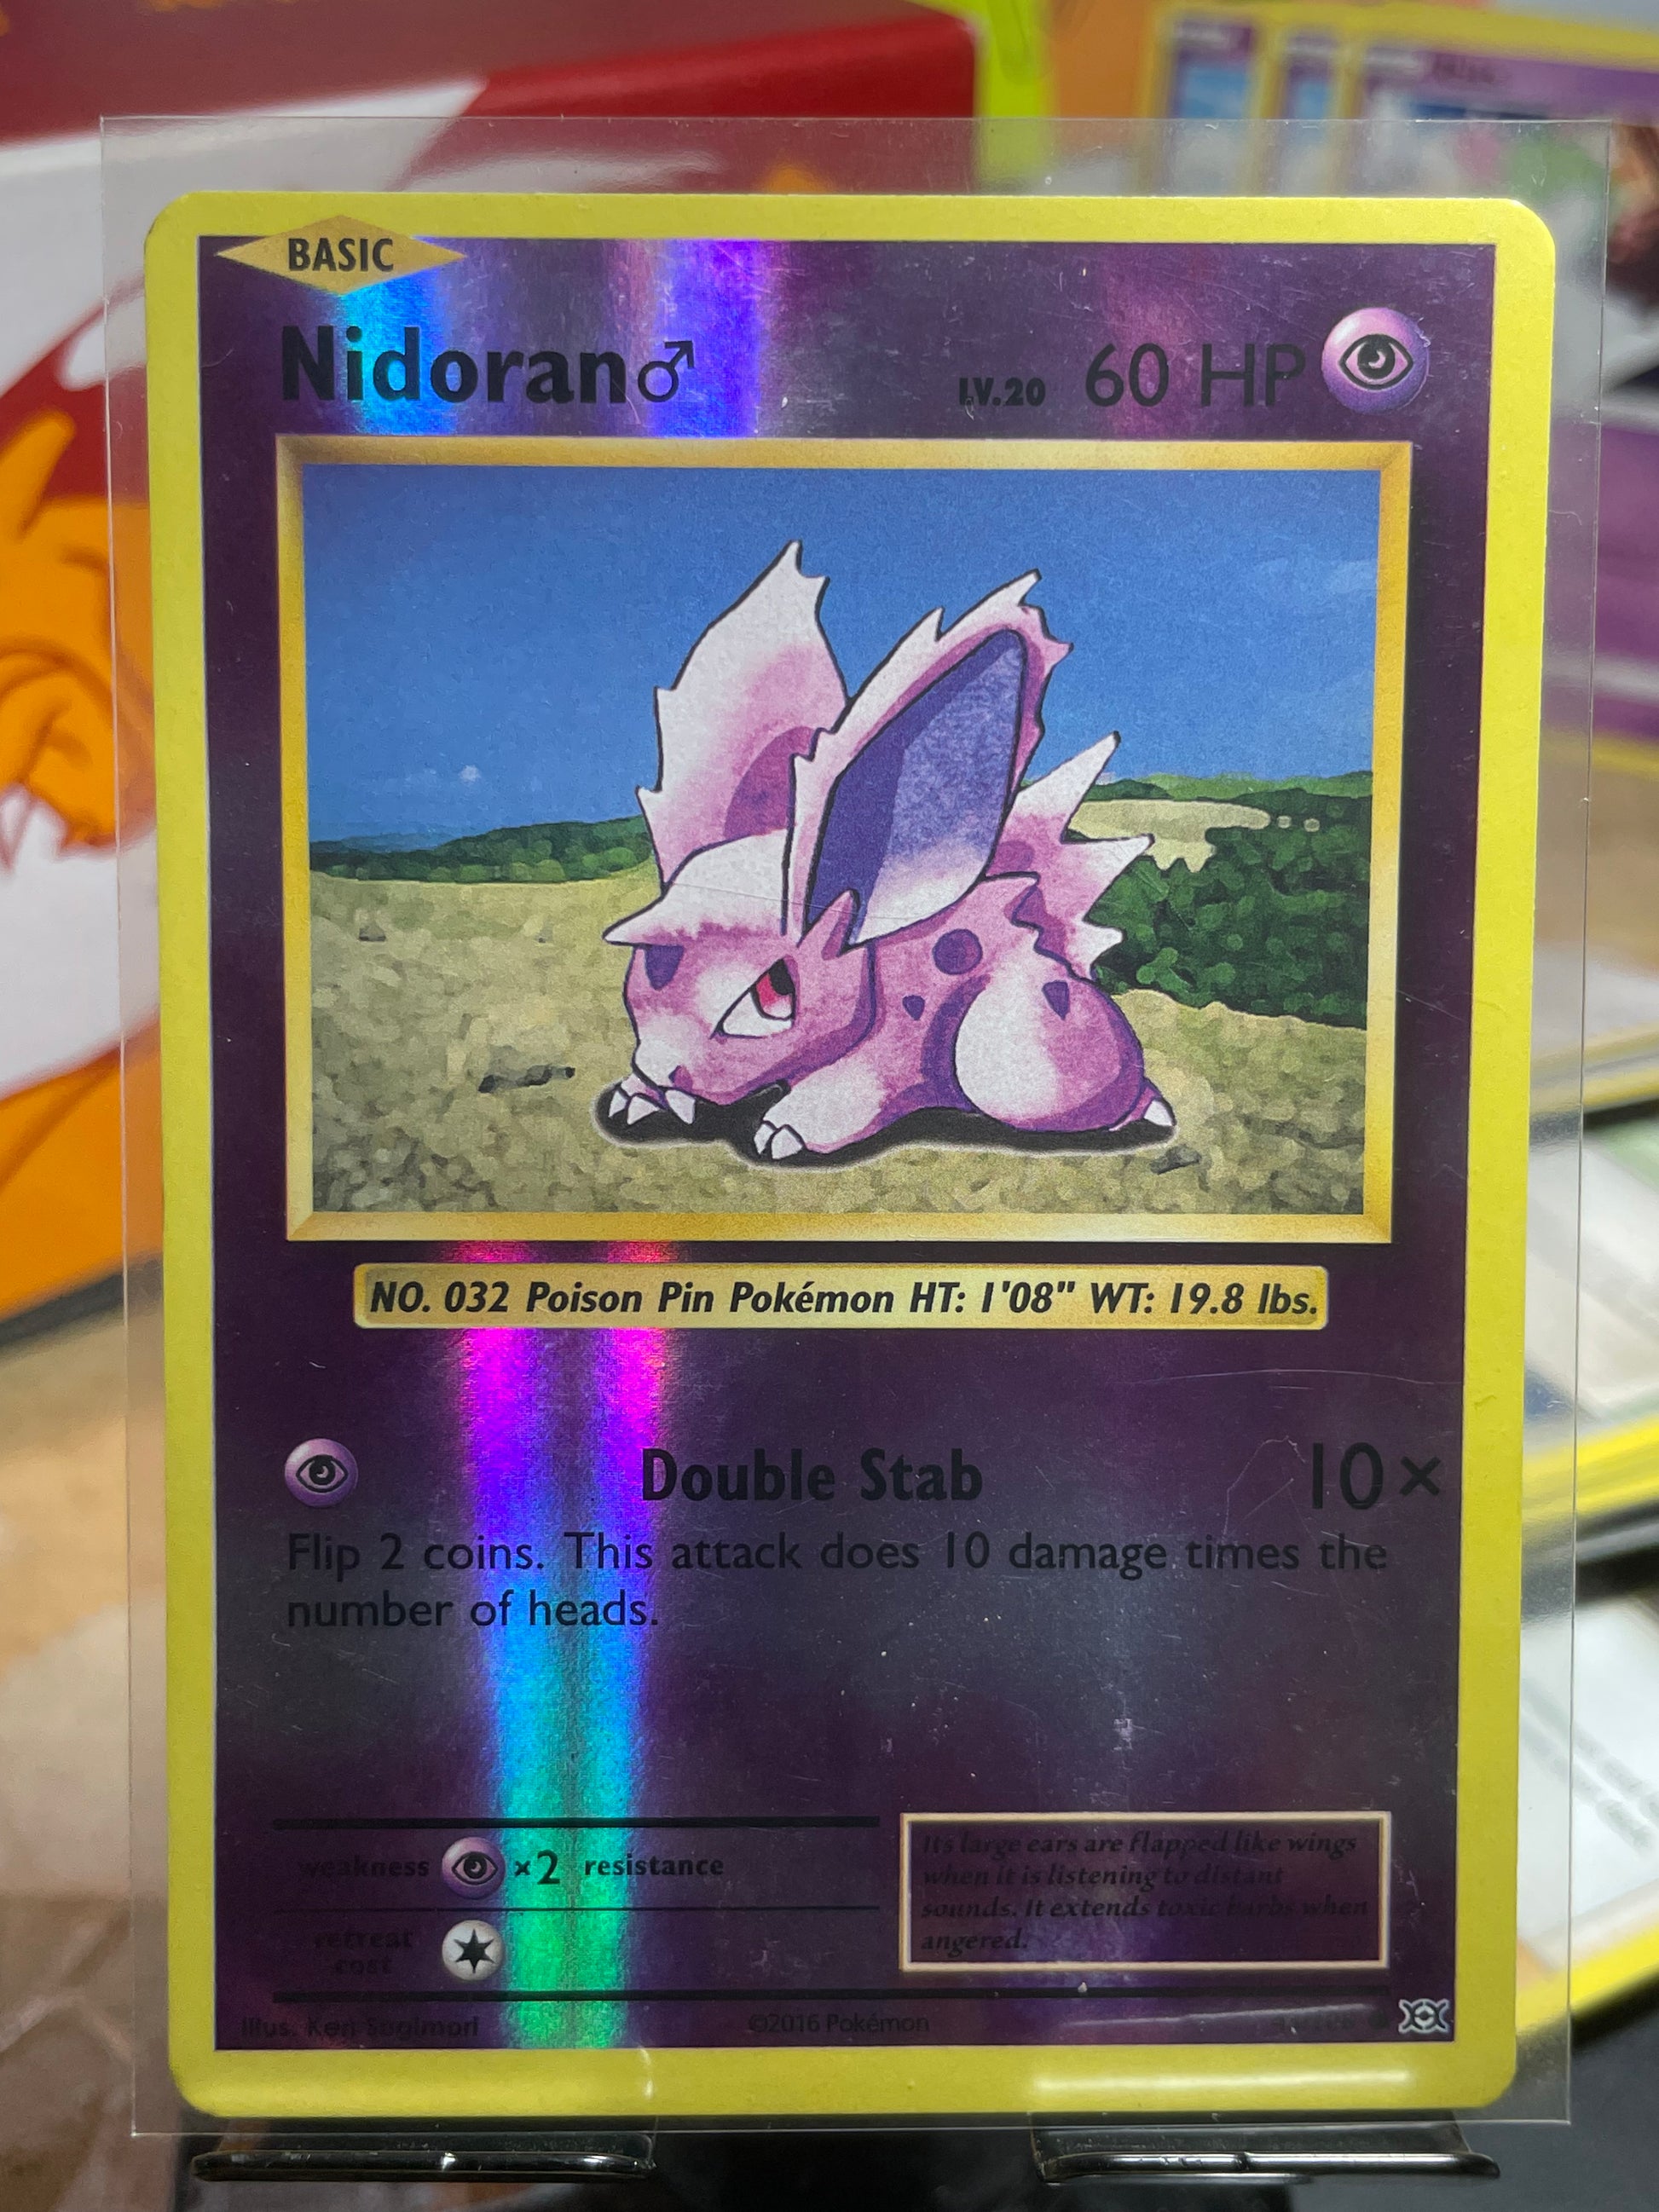 BASIC
Nidoran♂ LV.20 60 HP
NO. 032 Poison Pin Pokémon HT: 1'08" WT: 19.8 lbs.
Double Stab 10×
Flip 2 coins. This attack does 10 damage times the
number of heads.
weakness ×2 resistance
retreat
cost
Its large ears are flapped like wings
when it is listening to distant
sounds. It extends toxic barbs when
angered.
Illus. Ken Sugimori ©2016 Pokémon